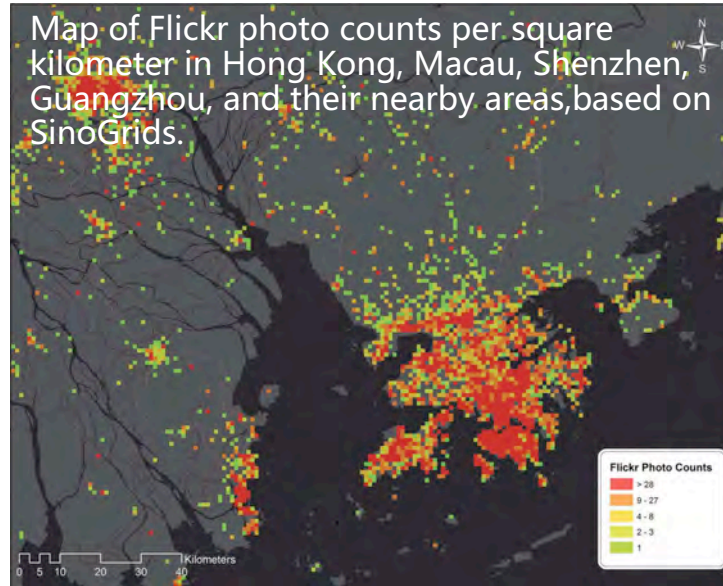 Map of Flickr photo counts per square
kilometer in Hong Kong, Macau, Shenzhen,
Guangzhou, and their nearby areas,based on
SinoGrids.
N
W
E
S
Flickr Photo Counts
> 28
9 - 27
4 - 8
2 - 3
1
Kilometers
0 5 10 20 30 40